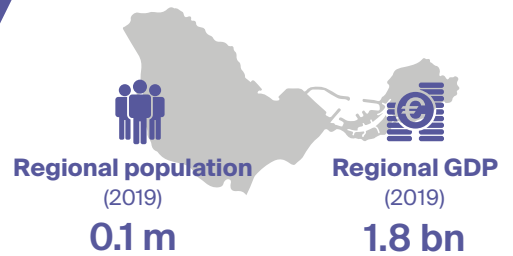 €
Regional population
(2019)
0.1 m
Regional GDP
(2019)
1.8 bn